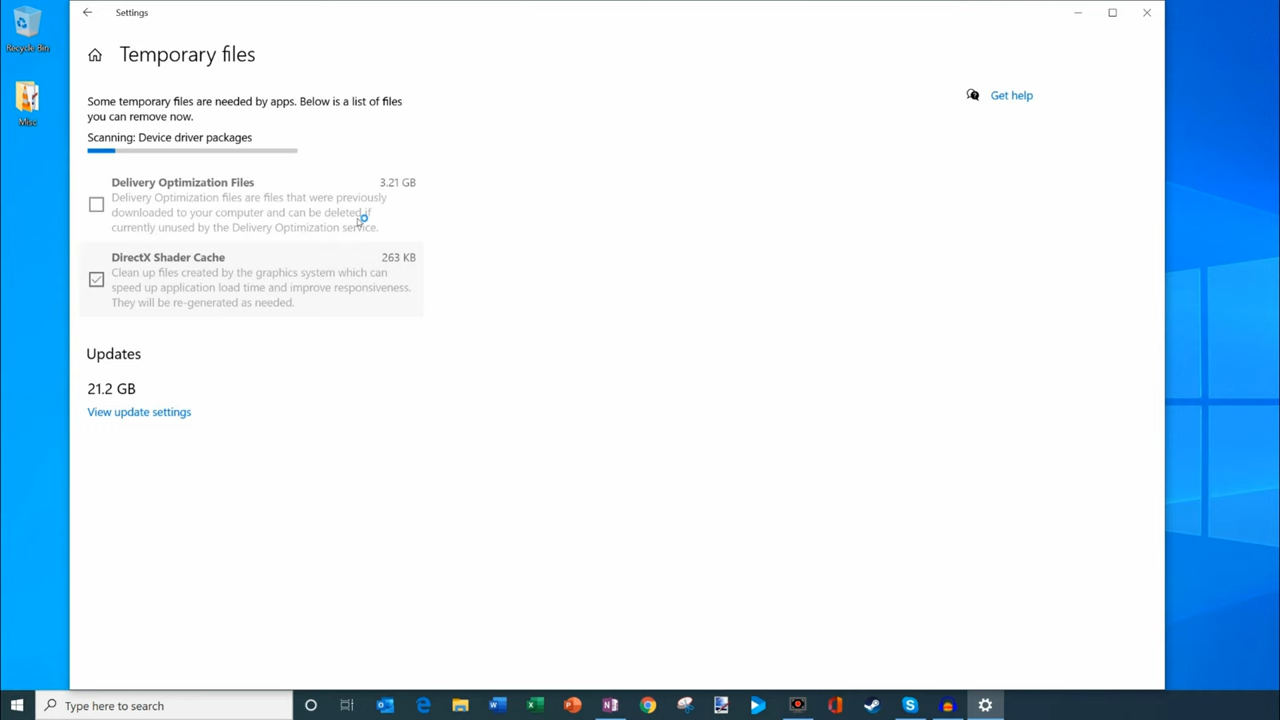 Settings
Recycle Bin
Temporary files
Some temporary files are needed by apps. Below is a list of files
you can remove now.
Get help
Misc
Scanning: Device driver packages
Delivery Optimization Files 3.21 GB
Delivery Optimization files are files that were previously
downloaded to your computer and can be deleted if
currently unused by the Delivery Optimization service.
DirectX Shader Cache 263 KB
Clean up files created by the graphics system which can
speed up application load time and improve responsiveness.
They will be re-generated as needed.
Updates
21.2 GB
View update settings
Type here to search